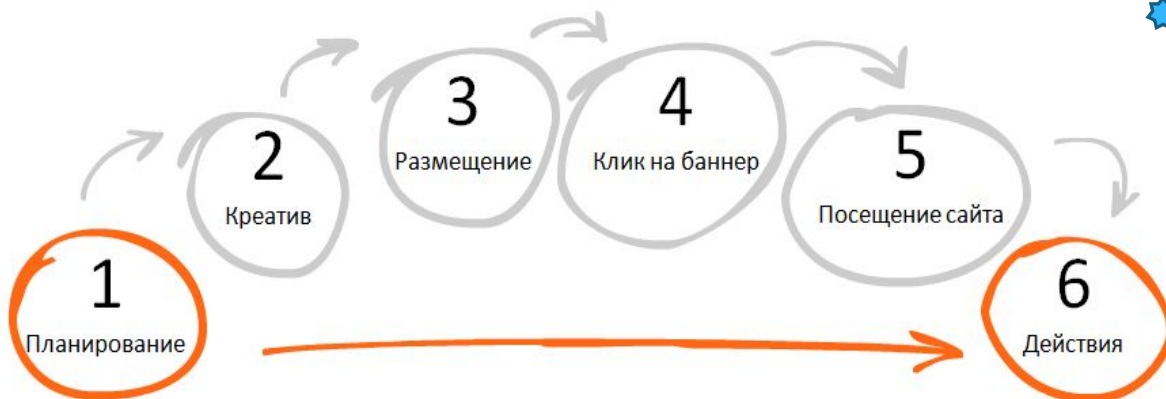 1
Планирование
2
Креатив
3
Размещение
4
Клик на баннер
5
Посещение сайта
6
Действия